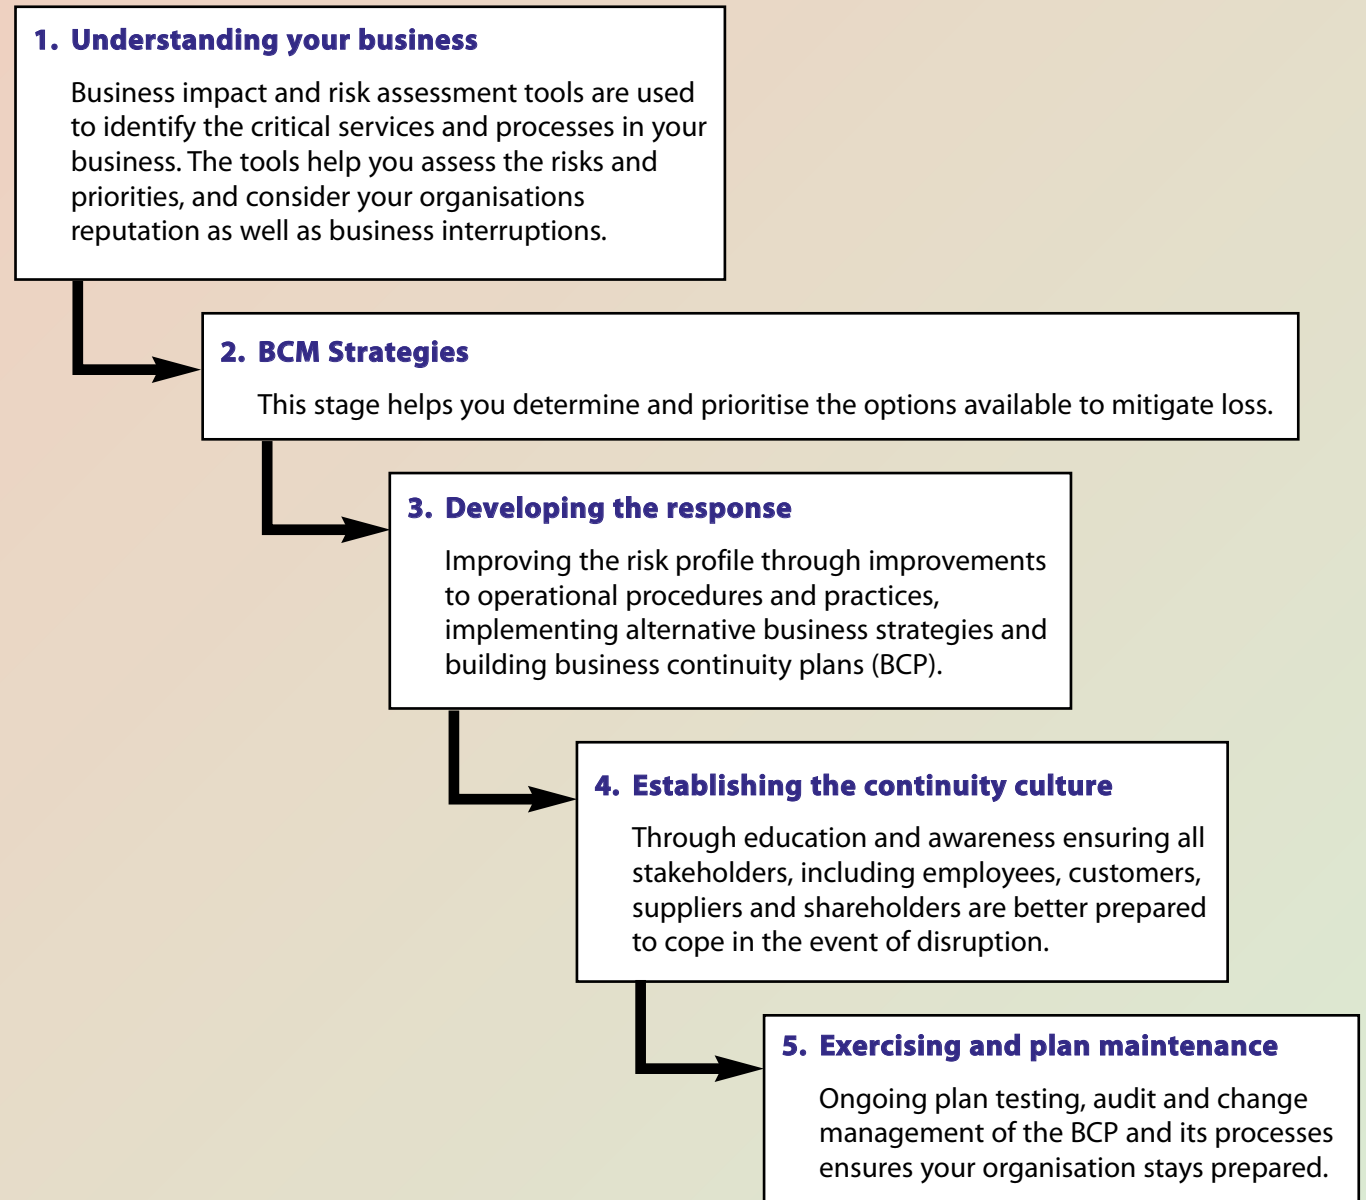 1. Understanding your business
Business impact and risk assessment tools are used
to identify the critical services and processes in your
business. The tools help you assess the risks and
priorities, and consider your organisations
reputation as well as business interruptions.
2. BCM Strategies
This stage helps you determine and prioritise the options available to mitigate loss.
3. Developing the response
Improving the risk profile through improvements
to operational procedures and practices,
implementing alternative business strategies and
building business continuity plans (BCP).
4. Establishing the continuity culture
Through education and awareness ensuring all
stakeholders, including employees, customers,
suppliers and shareholders are better prepared
to cope in the event of disruption.
5. Exercising and plan maintenance
Ongoing plan testing, audit and change
management of the BCP and its processes
ensures your organisation stays prepared.